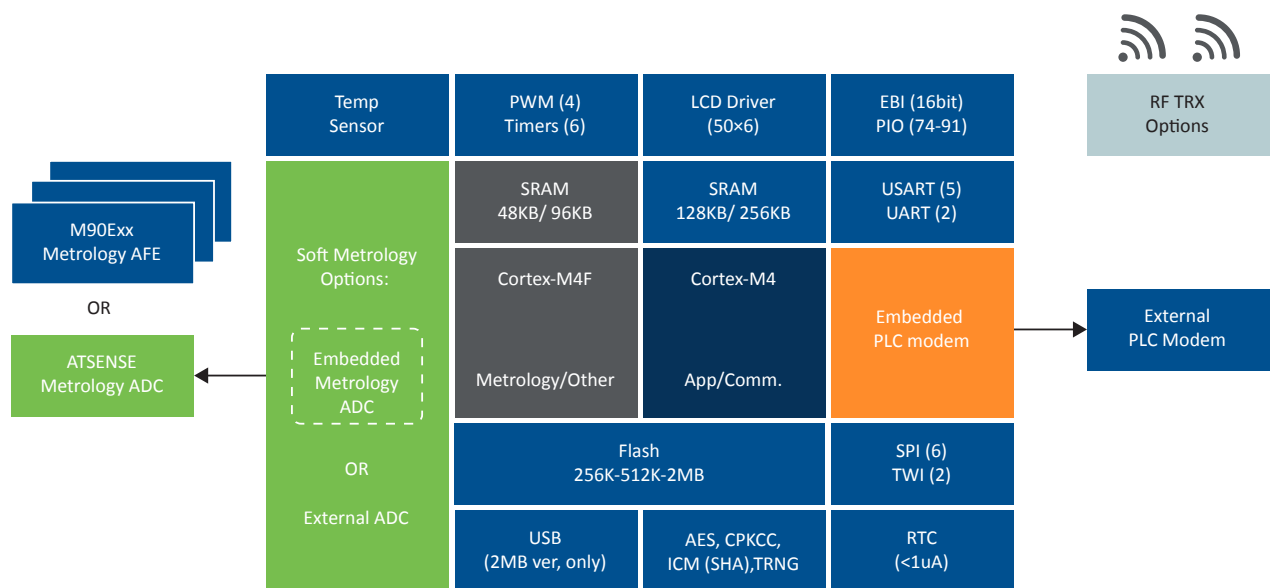 Temp
Sensor
PWM (4)
Timers (6)
LCD Driver
(50×6)
EBI (16bit)
PIO (74-91)
RF TRX
Options
M90Exx
Metrology AFE
OR
ATSENSE
Metrology ADC
Soft Metrology
Options:
Embedded
Metrology
ADC
OR
External ADC
SRAM
48KB/ 96KB
SRAM
128KB/ 256KB
USART (5)
UART (2)
Cortex-M4F
Metrology/Other
Cortex-M4
App/Comm.
Embedded
PLC modem
External
PLC Modem
Flash
256K-512K-2MB
SPI (6)
TWI (2)
USB
(2MB ver, only)
AES, CPKCC,
ICM (SHA),TRNG
RTC
(<1uA)